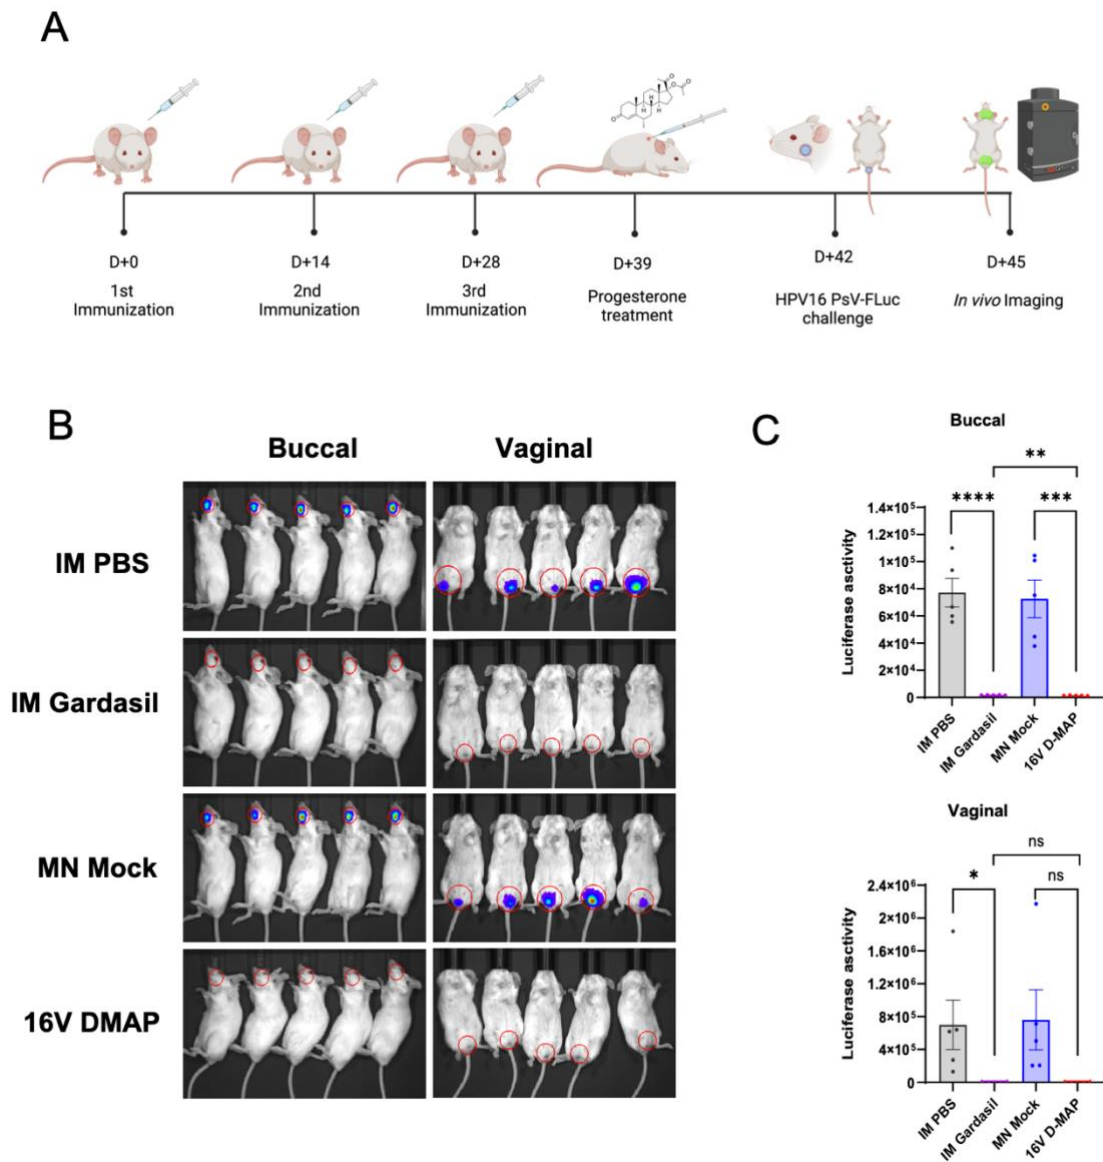 A
D+0
1st
Immunization
D+14
2nd
Immunization
D+28
3rd
Immunization
D+39
Progesterone
treatment
D+42
HPV16 PsV-FLuc
challenge
D+45
In vivo Imaging
B
Buccal
Vaginal
IM PBS
IM Gardasil
MN Mock
16V DMAP
C
Buccal
**
****
***
Luciferase asctivity
1.4×10⁵
1.2×10⁵
1×10⁵
8×10⁴
6×10⁴
4×10⁴
2×10⁴
0
IM PBS
IM Gardasil
MN Mock
16V D-MAP
Vaginal
ns
*
ns
Luciferase asctivity
2.4×10⁶
2×10⁶
1.6×10⁶
1.2×10⁶
8×10⁵
4×10⁵
0
IM PBS
IM Gardasil
MN Mock
16V D-MAP